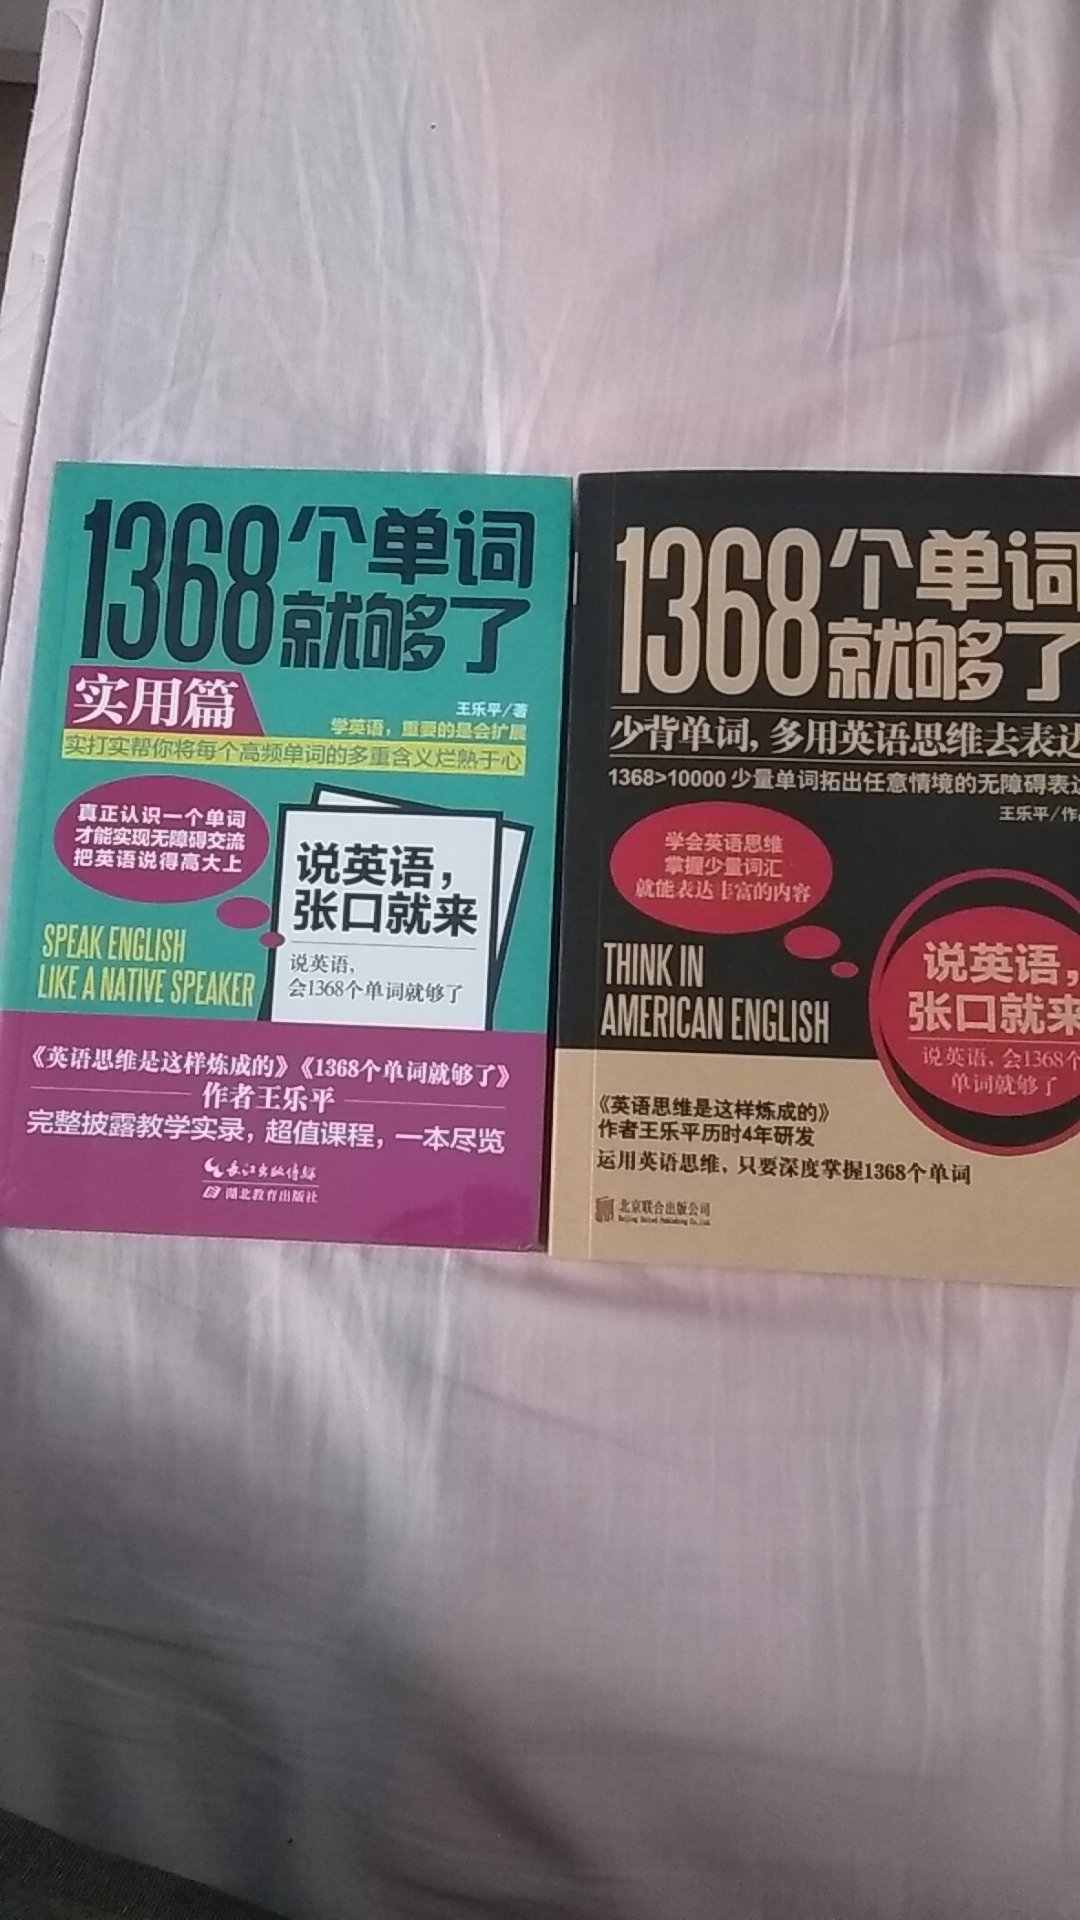 1368个单词
就够了
实用篇
王乐平/著
学英语，重要的是会扩展
实打实帮你将每个高频单词的多重含义烂熟于心
真正认识一个单词
才能实现无障碍交流
把英语说得高大上
说英语，
张口就来
说英语，
会1368个单词就够了
SPEAK ENGLISH
LIKE A NATIVE SPEAKER
《英语思维是这样炼成的》《1368个单词就够了》
作者王乐平
完整披露教学实录，超值课程，一本尽览
长江出版传媒
湖北教育出版社
1368个单词
就够了
少背单词，多用英语思维去表达
1368>10000 少量单词拓出任意情境的无障碍表达
王乐平/作品
学会英语思维
掌握少量词汇
就能表达丰富的内容
THINK IN
AMERICAN ENGLISH
说英语，
张口就来
说英语，会1368个
单词就够了
《英语思维是这样炼成的》
作者王乐平历时4年研发
运用英语思维，只要深度掌握1368个单词
北京联合出版公司
Beijing United Publishing Co.,Ltd.